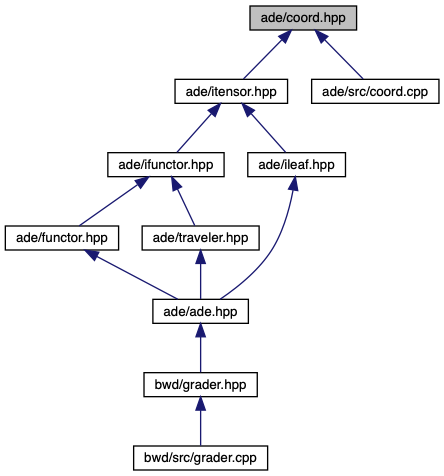 ade/coord.hpp
ade/itensor.hpp
ade/src/coord.cpp
ade/ifunctor.hpp
ade/ileaf.hpp
ade/functor.hpp
ade/traveler.hpp
ade/ade.hpp
bwd/grader.hpp
bwd/src/grader.cpp